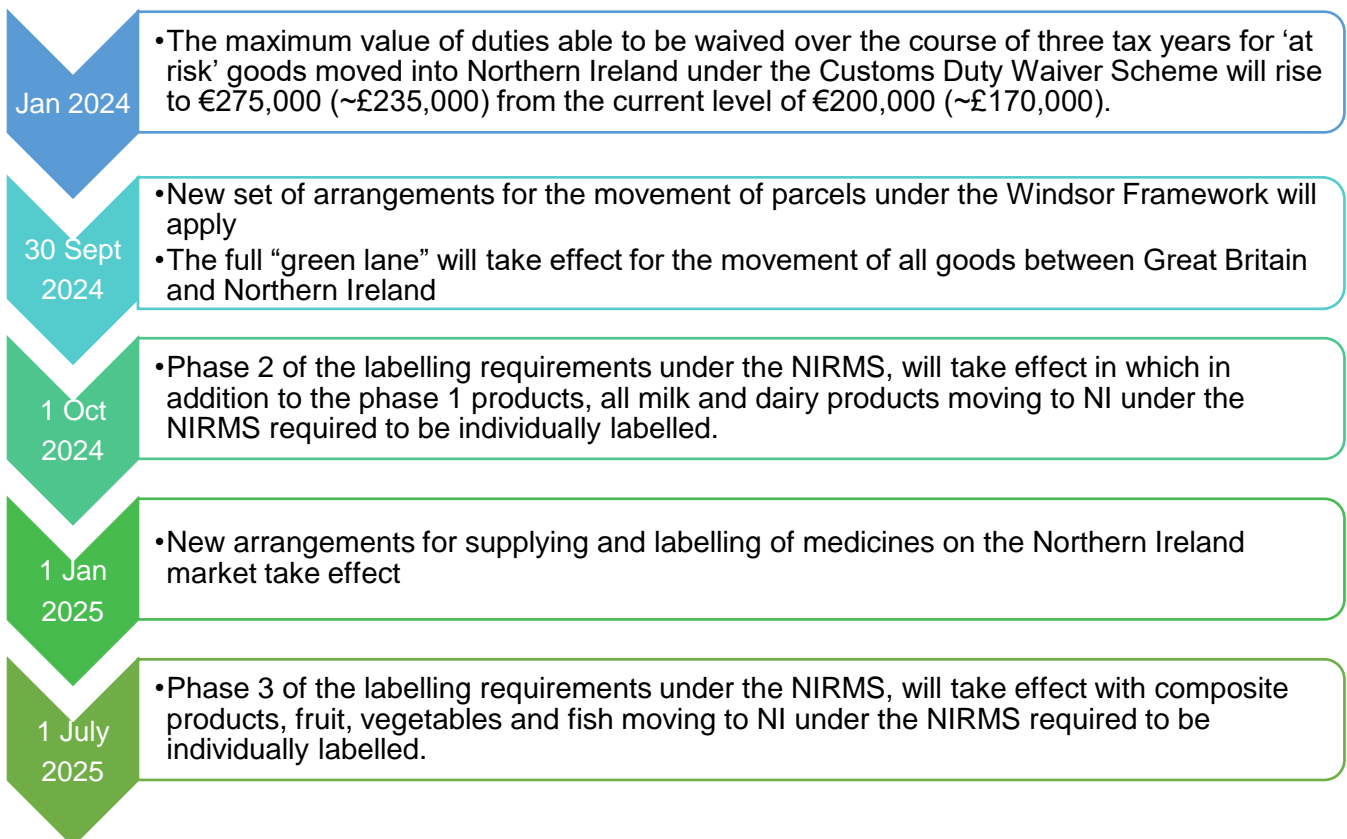 Jan 2024
•The maximum value of duties able to be waived over the course of three tax years for ‘at
risk’ goods moved into Northern Ireland under the Customs Duty Waiver Scheme will rise
to €275,000 (~£235,000) from the current level of €200,000 (~£170,000).
30 Sept
2024
•New set of arrangements for the movement of parcels under the Windsor Framework will
apply
•The full “green lane” will take effect for the movement of all goods between Great Britain
and Northern Ireland
1 Oct
2024
•Phase 2 of the labelling requirements under the NIRMS, will take effect in which in
addition to the phase 1 products, all milk and dairy products moving to NI under the
NIRMS required to be individually labelled.
1 Jan
2025
•New arrangements for supplying and labelling of medicines on the Northern Ireland
market take effect
1 July
2025
•Phase 3 of the labelling requirements under the NIRMS, will take effect with composite
products, fruit, vegetables and fish moving to NI under the NIRMS required to be
individually labelled.